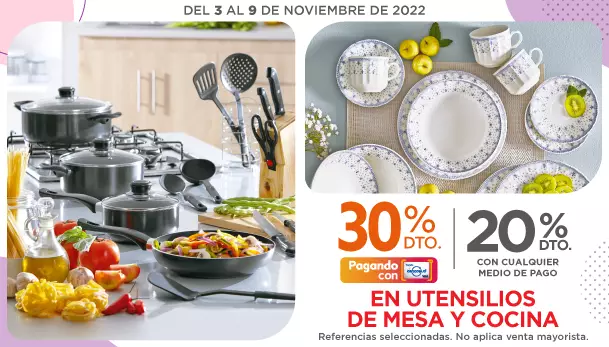 DEL 3 AL 9 DE NOVIEMBRE DE 2022
30% DTO.
Pagando con
20% DTO.
CON CUALQUIER
MEDIO DE PAGO
EN UTENSILIOS
DE MESA Y COCINA
Referencias seleccionadas. No aplica venta mayorista.